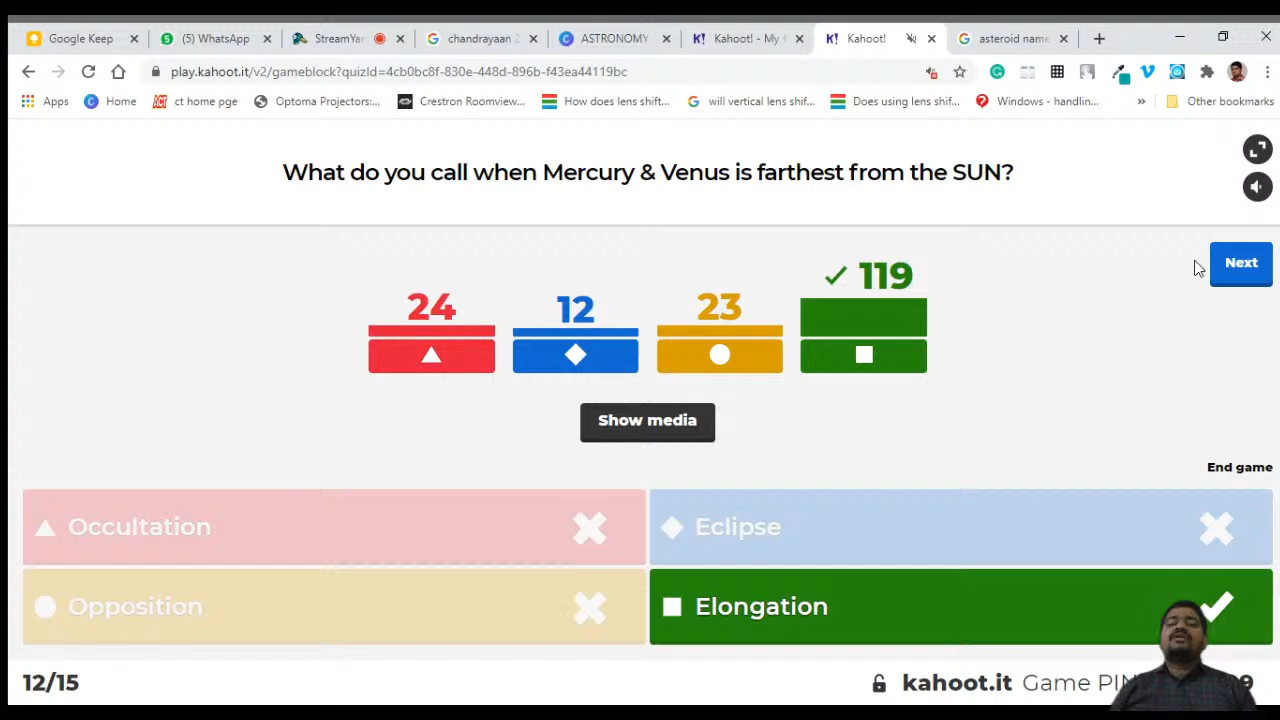 Google Keep
(5) WhatsApp
StreamYar
chandrayaan 2
ASTRONOMY
Kahoot! - My K
Kahoot!
asteroid name
play.kahoot.it/v2/gameblock?quizId=4cb0bc8f-830e-448d-896b-f43ea44119bc
Apps
Home
ct home pge
Optoma Projectors:...
Crestron Roomview...
How does lens shift...
will vertical lens shif...
Does using lens shif...
Windows - handlin...
»
Other bookmarks
What do you call when Mercury & Venus is farthest from the SUN?
Next
24
12
23
119
Show media
End game
Occultation
Eclipse
Opposition
Elongation
12/15
kahoot.it Game PIN